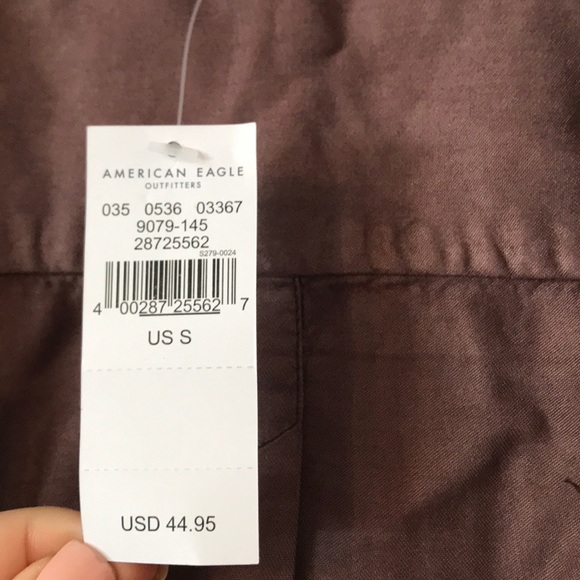 AMERICAN EAGLE
OUTFITTERS
035 0536 03367
9079-145
28725562
S279-0024
4 00287 25562 7
US S
USD 44.95